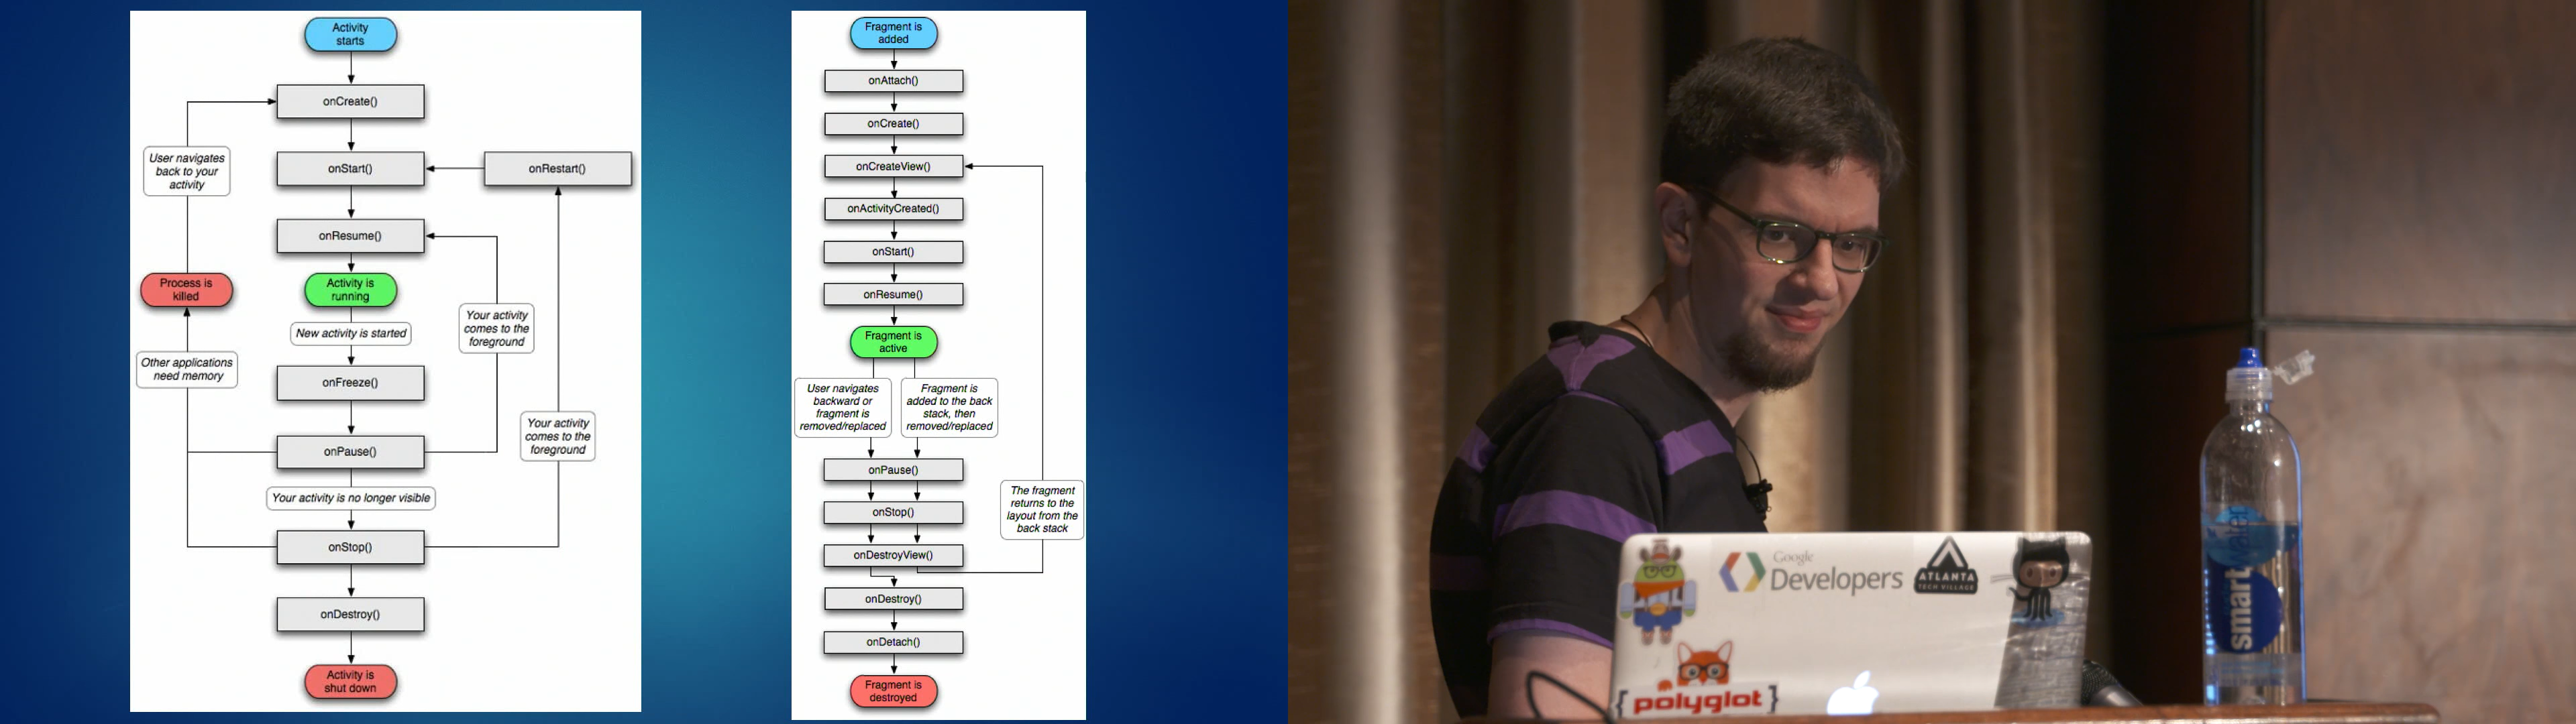 Activity
starts
onCreate()
User navigates
back to your
activity
onStart()
onRestart()
onResume()
Process is
killed
Activity is
running
New activity is started
Your activity
comes to the
foreground
Other applications
need memory
onFreeze()
Your activity
comes to the
foreground
onPause()
Your activity is no longer visible
onStop()
onDestroy()
Activity is
shut down
Fragment is
added
onAttach()
onCreate()
onCreateView()
onActivityCreated()
onStart()
onResume()
Fragment is
active
User navigates
backward or
fragment is
removed/replaced
Fragment is
added to the back
stack, then
removed/replaced
onPause()
The fragment
returns to the
layout from the
back stack
onStop()
onDestroyView()
onDestroy()
onDetach()
Fragment is
destroyed
Google
Developers
ATLANTA
TECH VILLAGE
{ polyglot }
smartwater